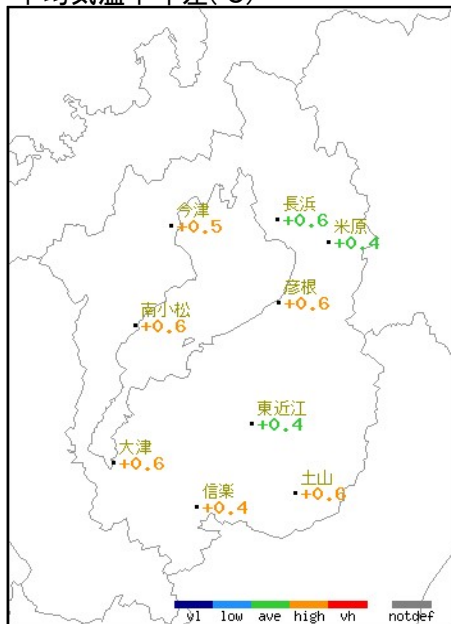 平均気温平年差(℃)
今津
+0.5
長浜
+0.6
米原
+0.4
彦根
+0.6
南小松
+0.6
東近江
+0.4
大津
+0.6
信楽
+0.4
土山
+0.6
vl low ave high vh notdef